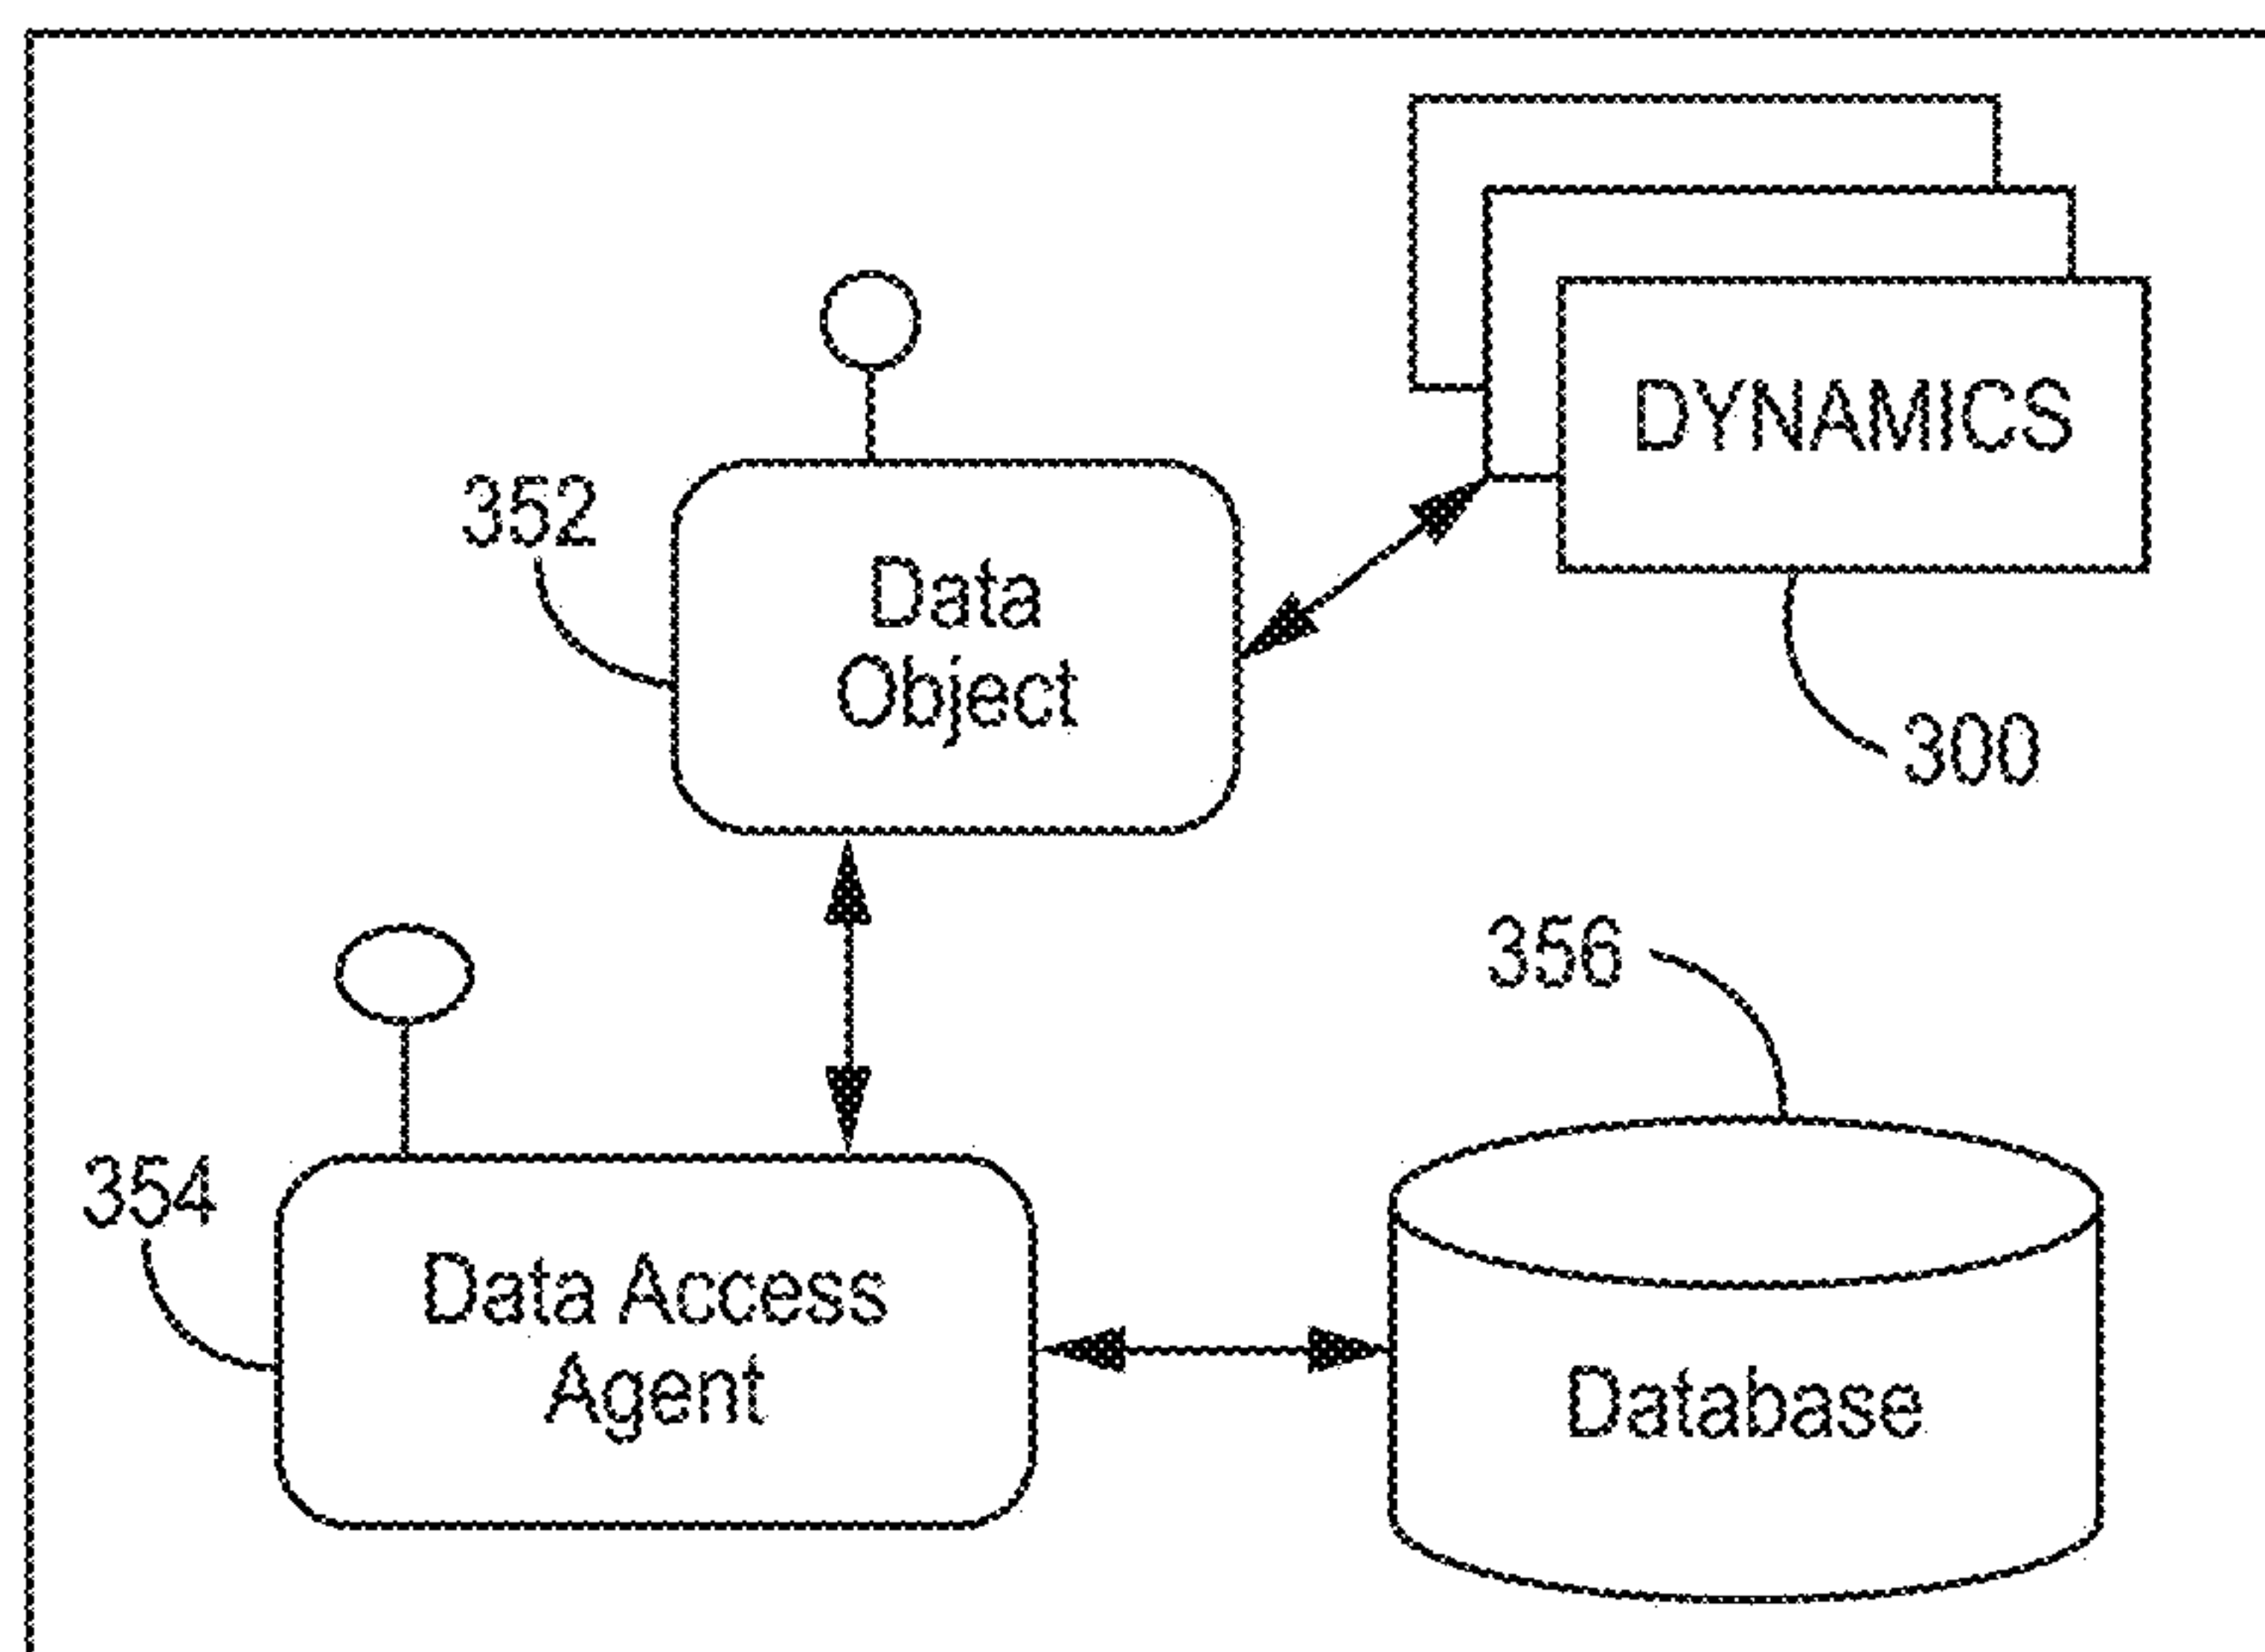 DYNAMICS
352
Data
Object
300
356
354
Data Access
Agent
Database